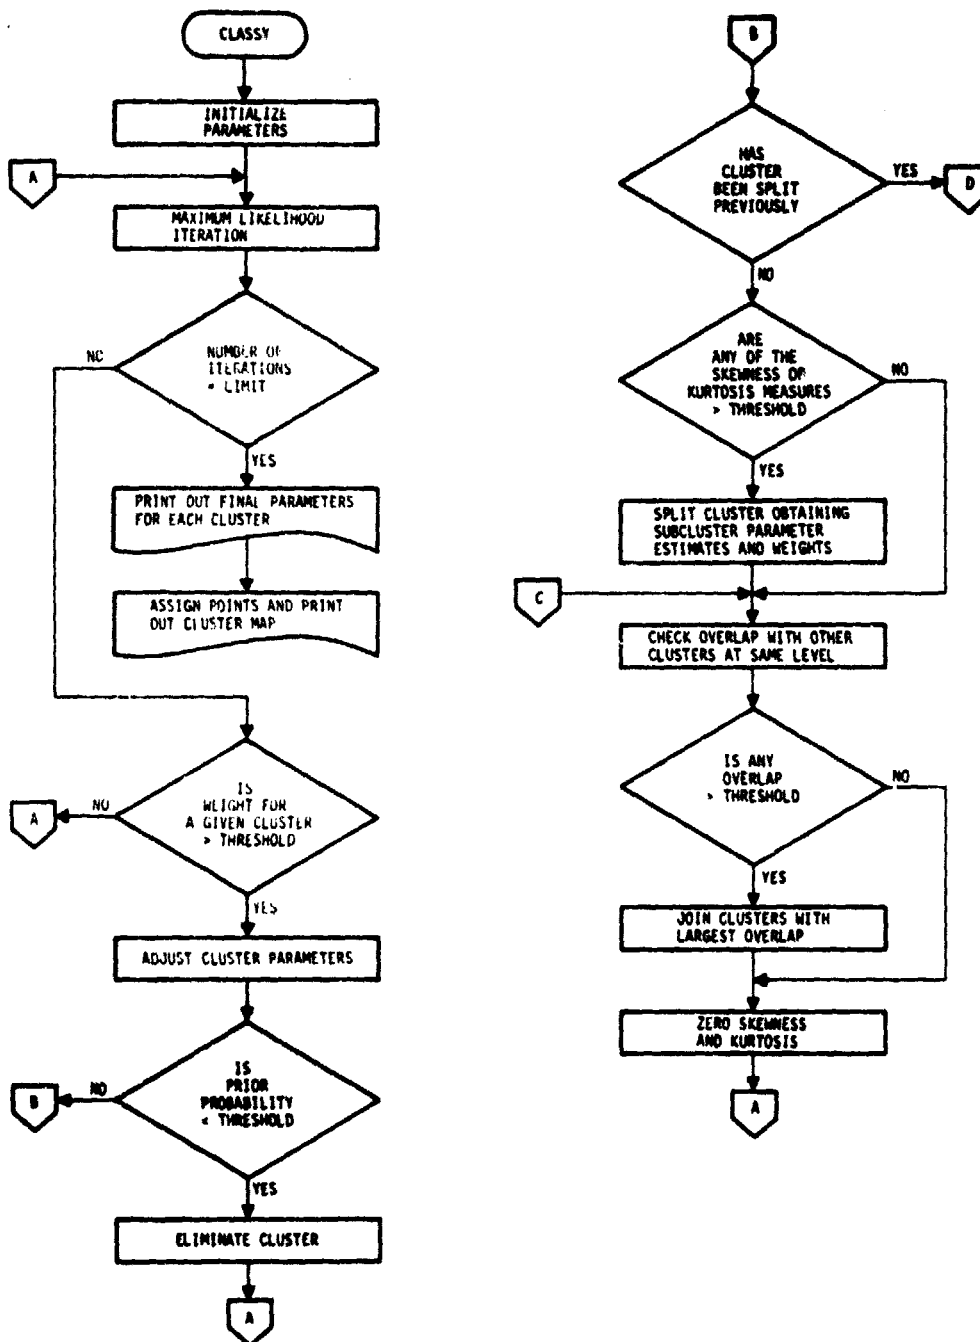 CLASSY
INITIALIZE
PARAMETERS
A
MAXIMUM LIKELIHOOD
ITERATION
NUMBER OF
ITERATIONS
= LIMIT
NO
YES
PRINT OUT FINAL PARAMETERS
FOR EACH CLUSTER
ASSIGN POINTS AND PRINT
OUT CLUSTER MAP
IS
WEIGHT FOR
A GIVEN CLUSTER
> THRESHOLD
NO
A
YES
ADJUST CLUSTER PARAMETERS
IS
PRIOR
PROBABILITY
< THRESHOLD
NO
B
YES
ELIMINATE CLUSTER
A
B
HAS
CLUSTER
BEEN SPLIT
PREVIOUSLY
YES
D
NO
ARE
ANY OF THE
SKEWNESS OR
KURTOSIS MEASURES
> THRESHOLD
NO
YES
SPLIT CLUSTER OBTAINING
SUBCLUSTER PARAMETER
ESTIMATES AND WEIGHTS
C
CHECK OVERLAP WITH OTHER
CLUSTERS AT SAME LEVEL
IS ANY
OVERLAP
> THRESHOLD
NO
YES
JOIN CLUSTERS WITH
LARGEST OVERLAP
ZERO SKEWNESS
AND KURTOSIS
A